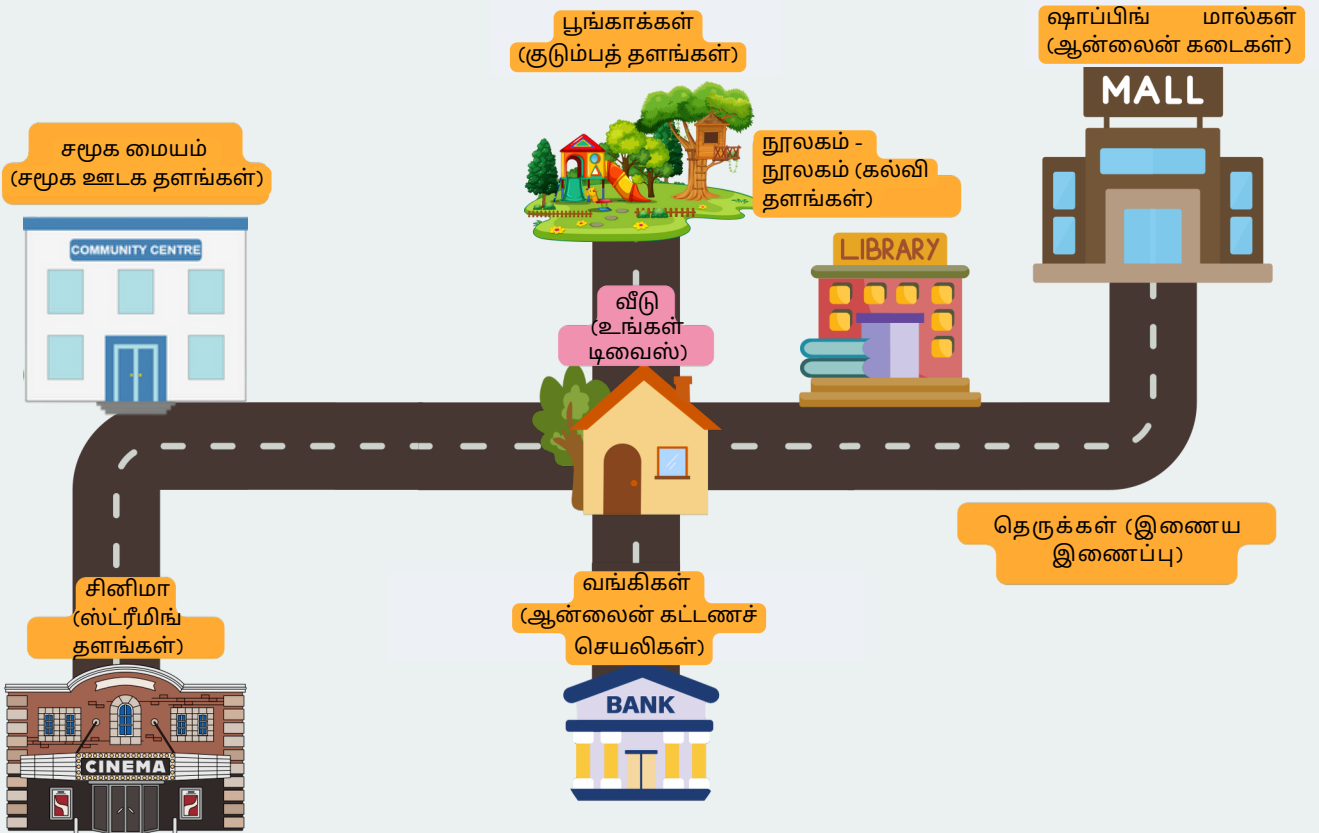 பூங்காக்கள்
(குடும்பத் தளங்கள்)
ஷாப்பிங் மால்கள்
(ஆன்லைன் கடைகள்)
MALL
சமூக மையம்
(சமூக ஊடக தளங்கள்)
நூலகம் -
நூலகம் (கல்வி
தளங்கள்)
COMMUNITY CENTRE
LIBRARY
வீடு
(உங்கள்
டிவைஸ்)
தெருக்கள் (இணைய
இணைப்பு)
சினிமா
(ஸ்ட்ரீமிங்
தளங்கள்)
வங்கிகள்
(ஆன்லைன் கட்டணச்
செயலிகள்)
BANK
CINEMA